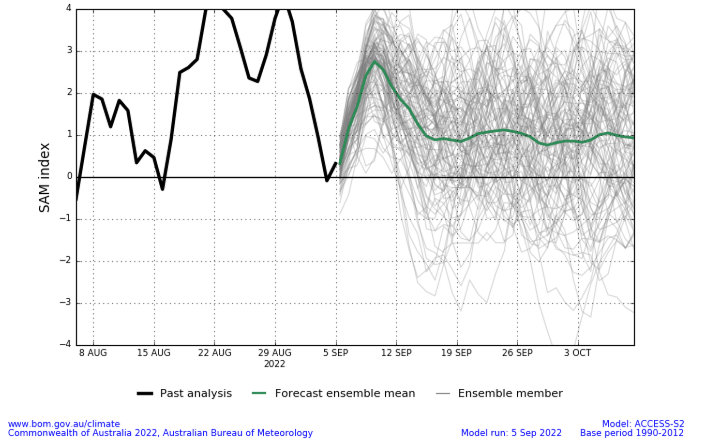 4
3
2
1
0
−1
−2
−3
−4
SAM index
8 AUG 15 AUG 22 AUG 29 AUG 5 SEP 12 SEP 19 SEP 26 SEP 3 OCT
2022
Past analysis Forecast ensemble mean Ensemble member
www.bom.gov.au/climate Model: ACCESS-S2
Commonwealth of Australia 2022, Australian Bureau of Meteorology Model run: 5 Sep 2022 Base period 1990-2012